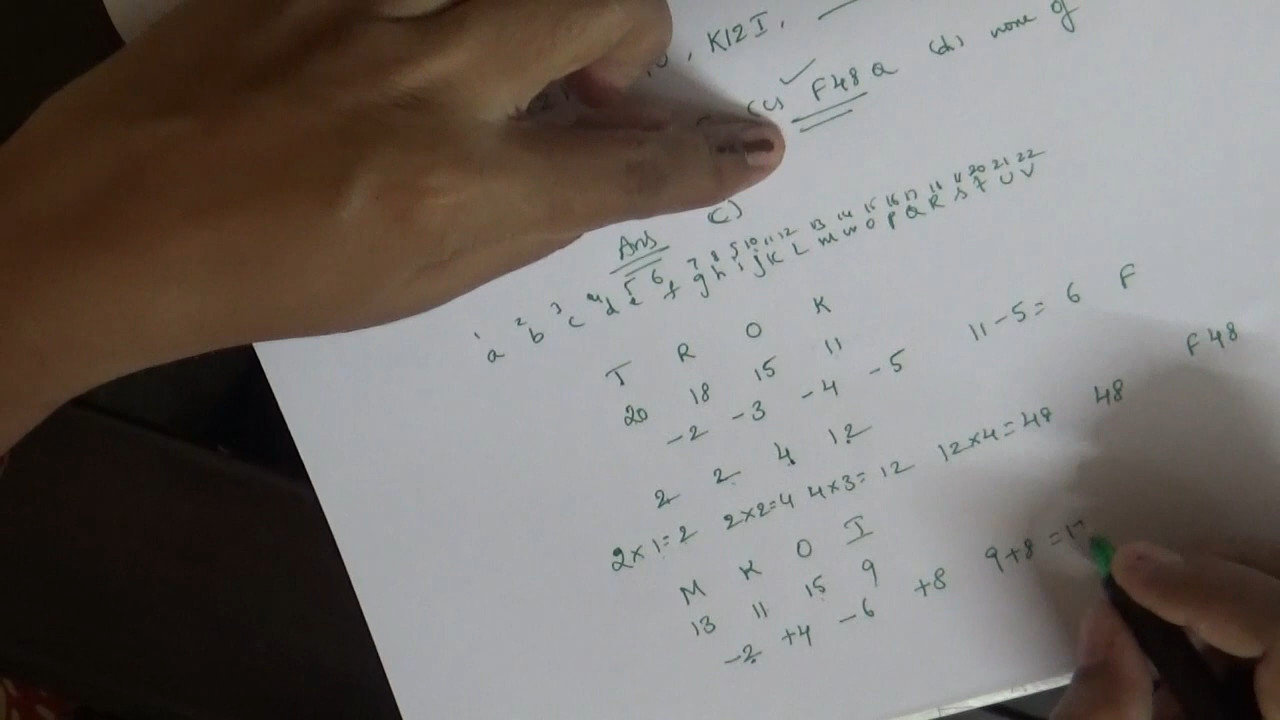 , K12I,
(c) ✓ F48Q (d) none of
Ans C)
1 2 3 4 5 6 7 8 9 10 11 12 13 14 15 16 17 18 19 20 21 22
a b c d e f g h i j K L m n O P Q R S t U V
T R O K
20 18 15 11
-2 -3 -4 -5 11-5= 6 F
2 2 4 12
2×1=2 2×2=4 4×3=12 12×4=48 48 F48
M K O I
13 11 15 9
-2 +4 -6 +8 9+8=17